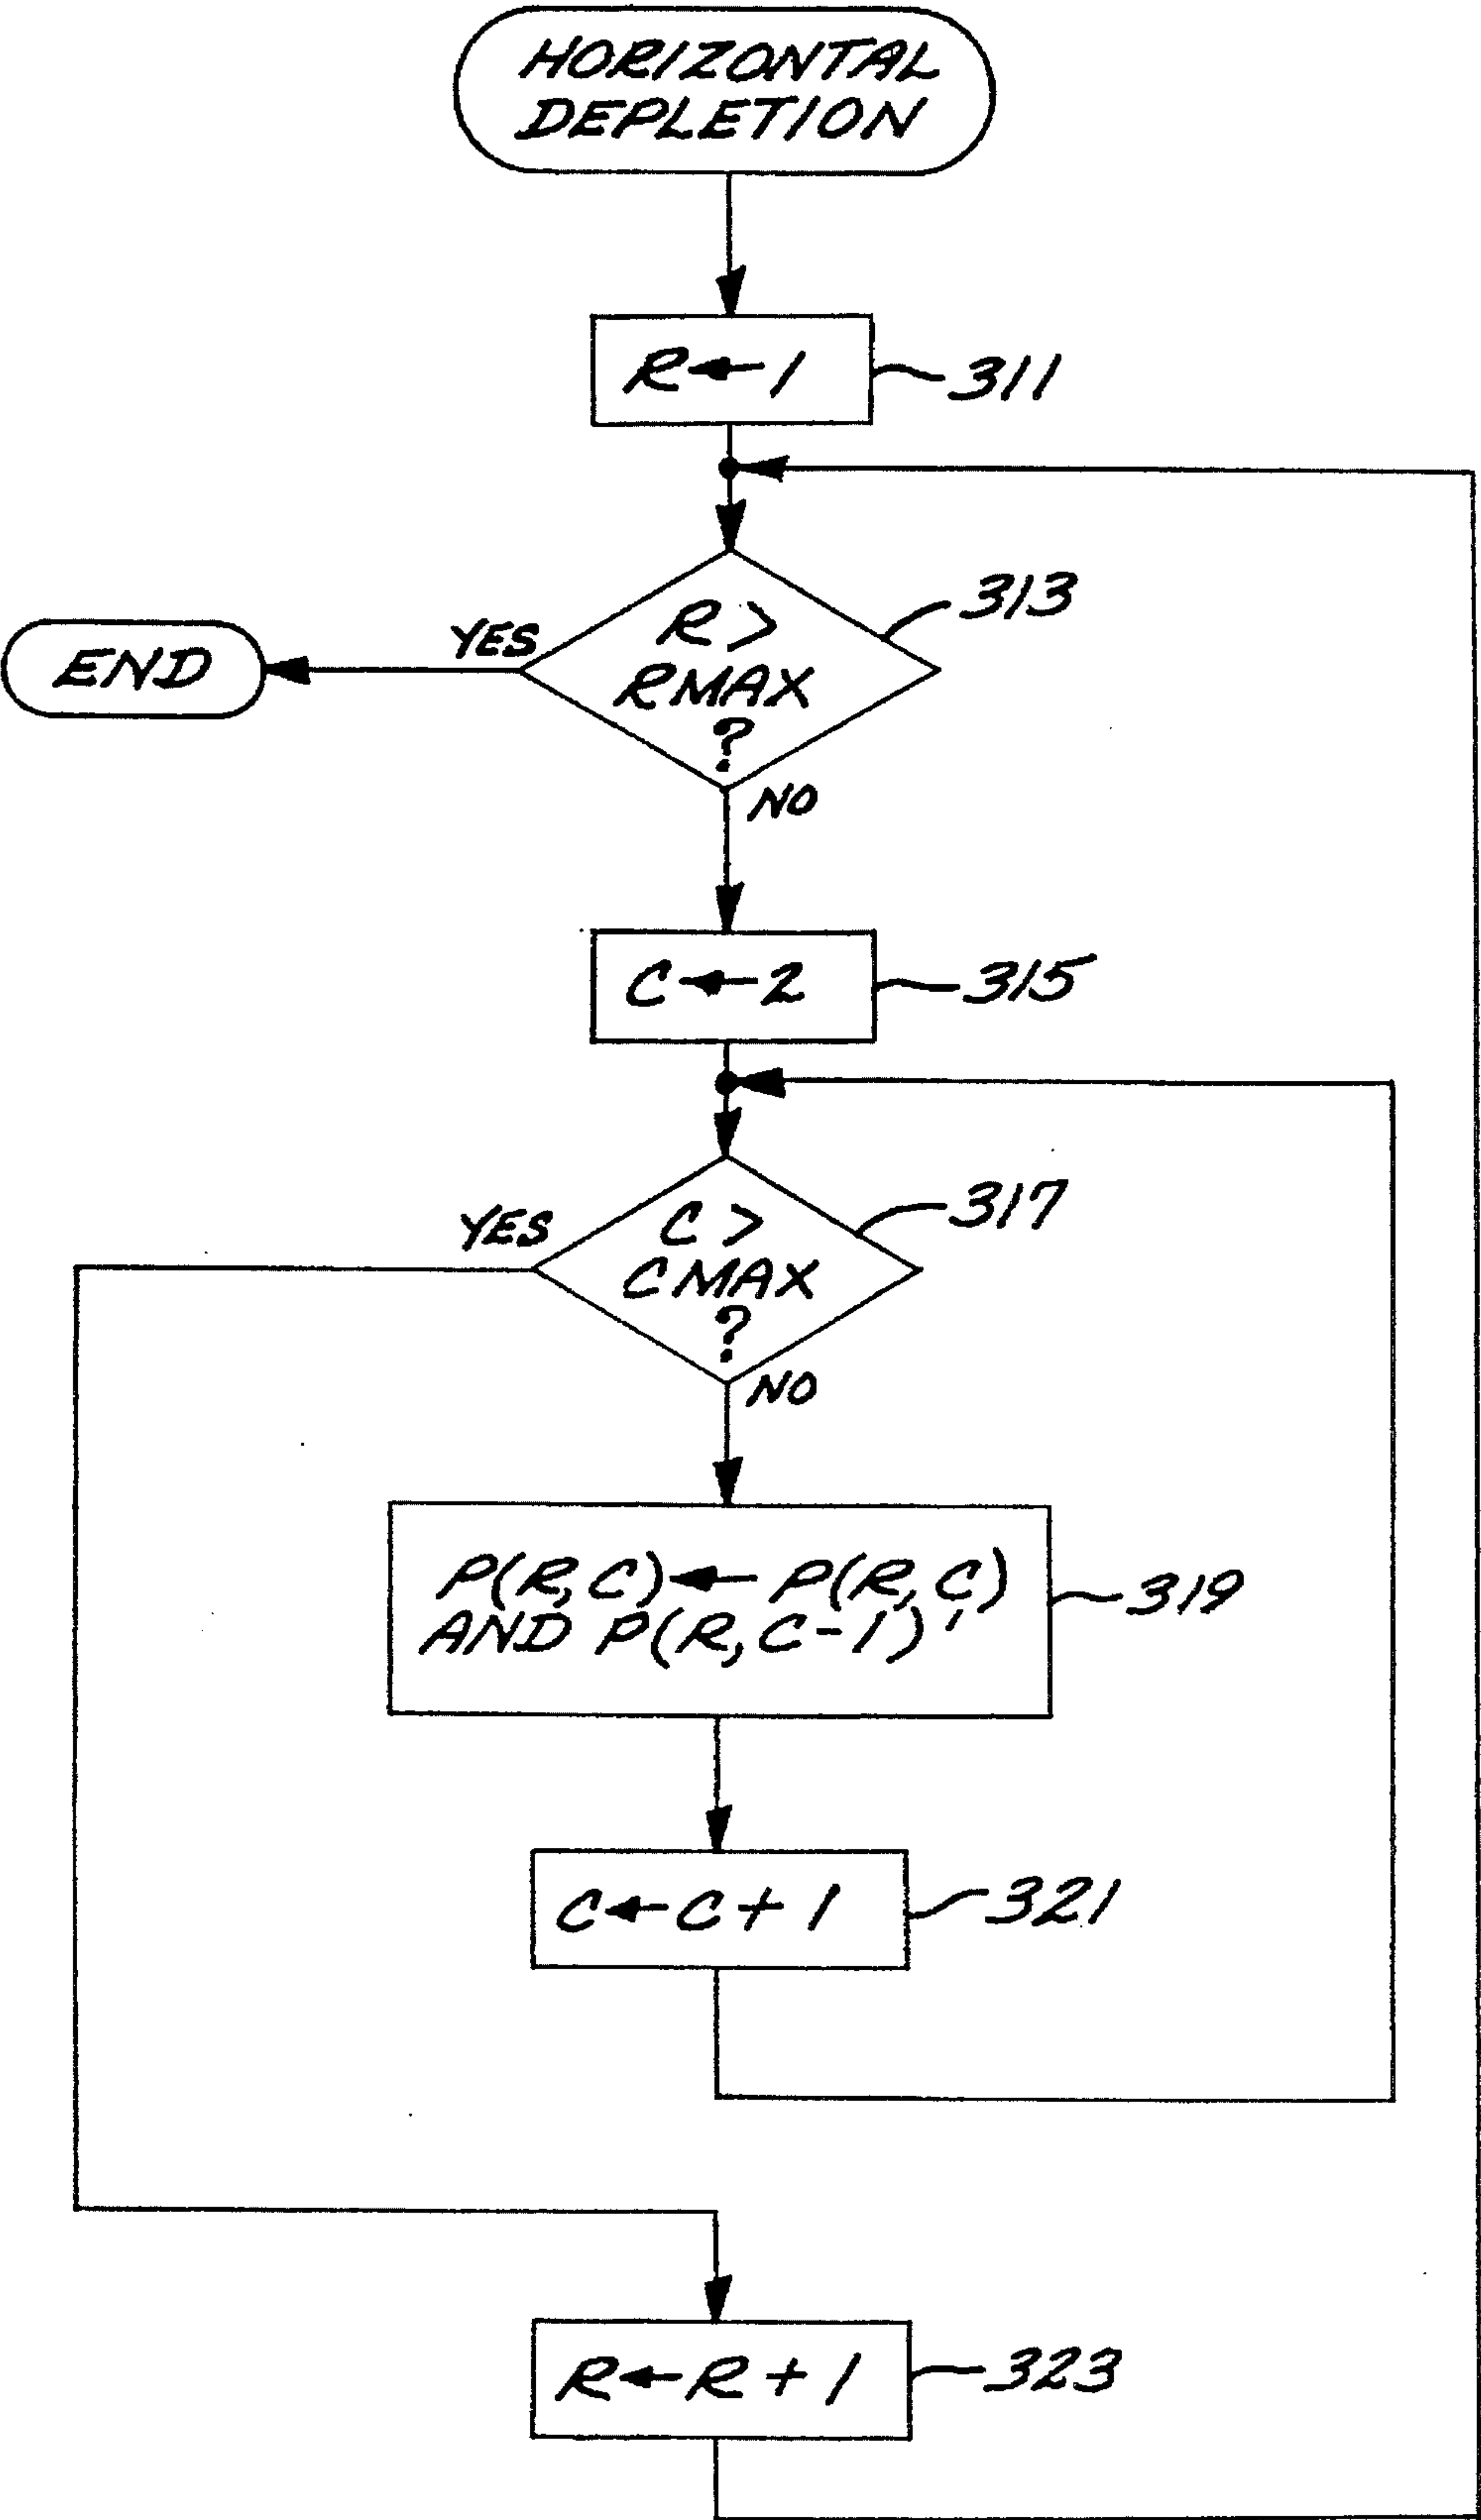 HORIZONTAL
DEPLETION
R ← 1
311
R >
RMAX
?
313
YES
END
NO
C ← 2
315
C >
CMAX
?
317
YES
NO
P(R,C) ← P(R,C)
AND P(R,C-1)'
319
C ← C + 1
321
R ← R + 1
323